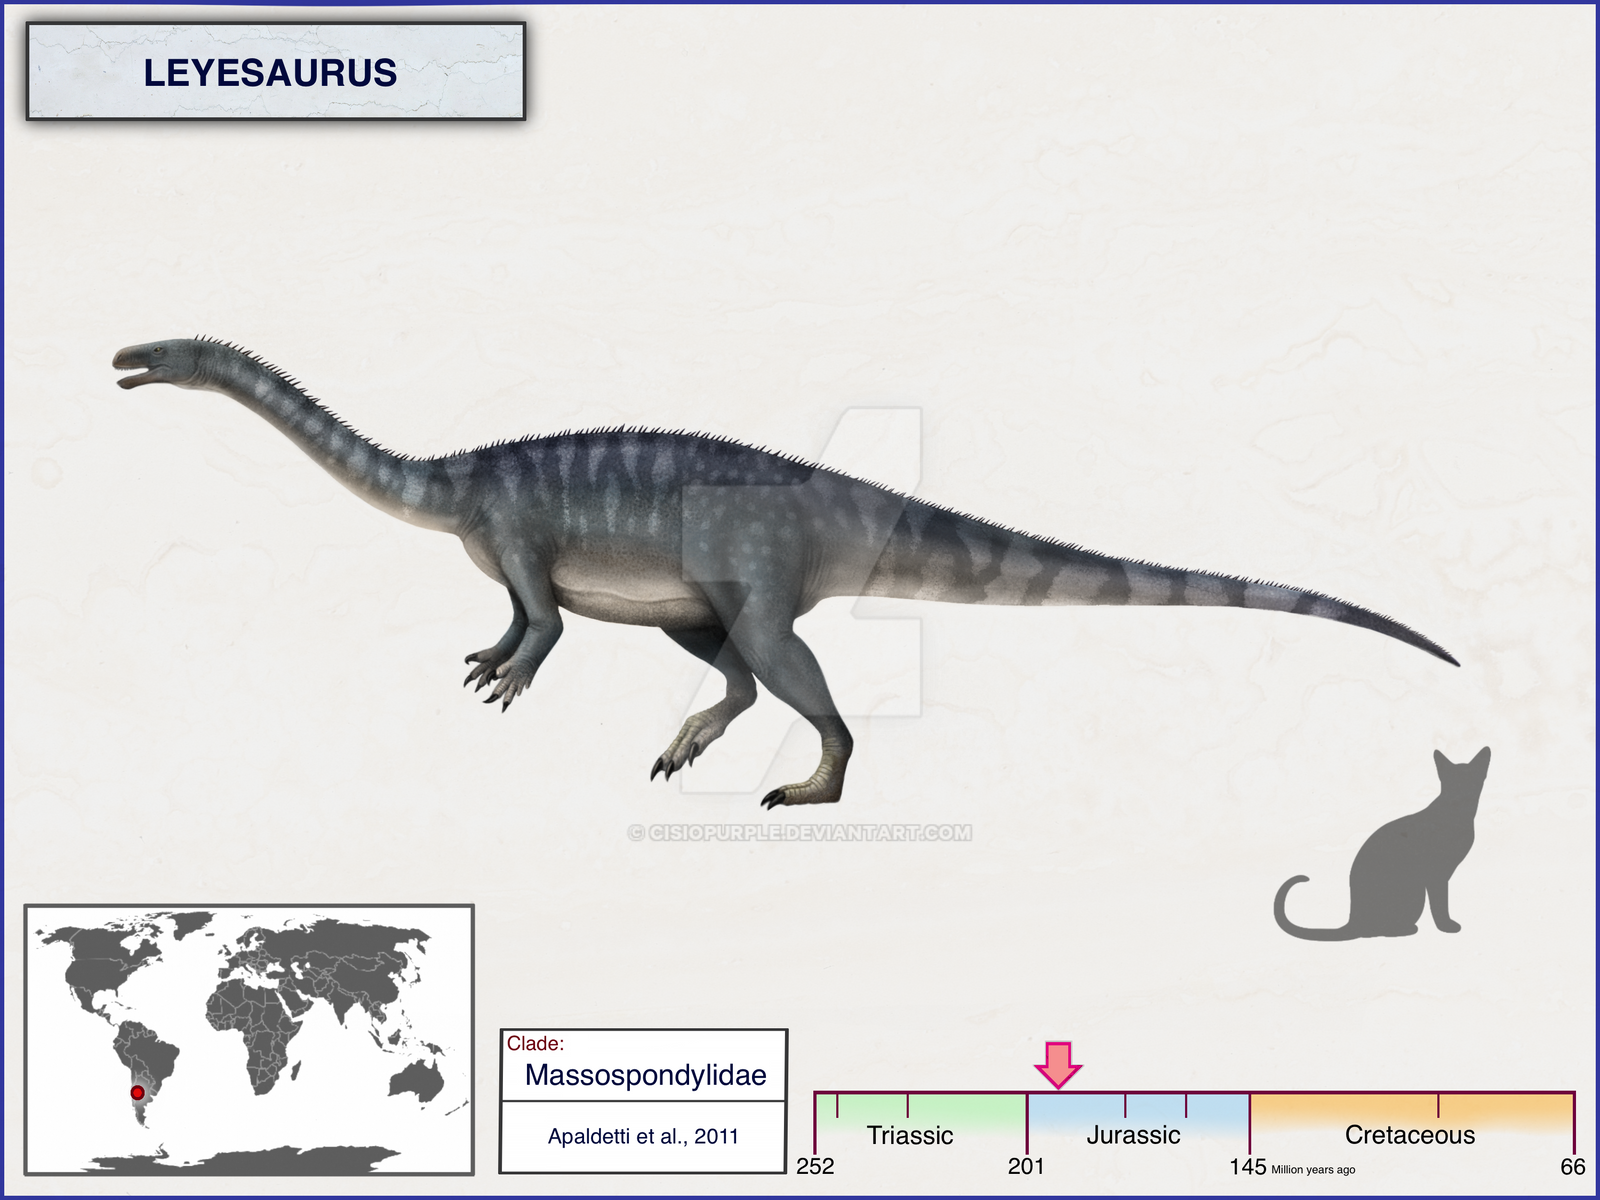 LEYESAURUS
© CISIOPURPLE.DEVIANTART.COM
Clade:
Massospondylidae
Apaldetti et al., 2011
Triassic
Jurassic
Cretaceous
252
201
145 Million years ago
66